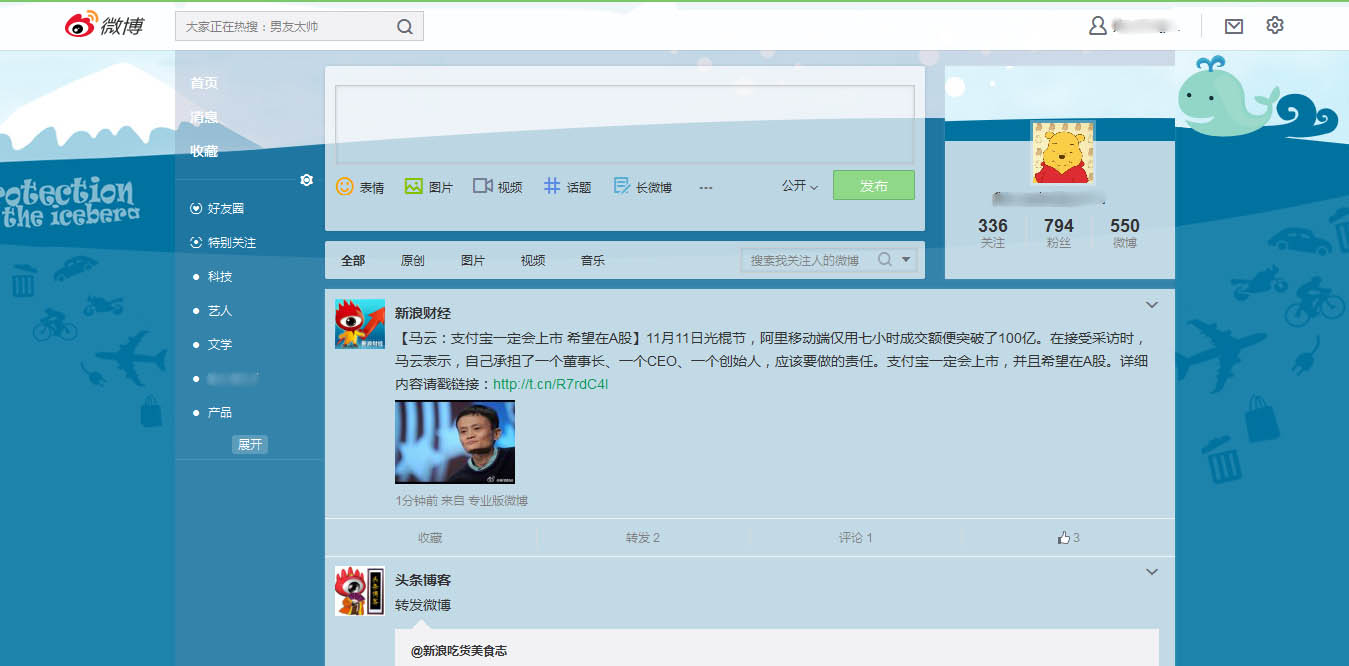 微博
大家正在热搜：男友太帅
首页
消息
收藏
好友圈
特别关注
科技
艺人
文学
产品
展开
表情 图片 视频 话题 长微博 ...
公开
发布
全部 原创 图片 视频 音乐
搜索我关注人的微博
336 794 550
关注 粉丝 微博
rotection
the iceberg
新浪财经
【马云：支付宝一定会上市 希望在A股】11月11日光棍节，阿里移动端仅用七小时成交额便突破了100亿。在接受采访时，
马云表示，自己承担了一个董事长、一个CEO、一个创始人，应该要做的责任。支付宝一定会上市，并且希望在A股。详细
内容请戳链接：http://t.cn/R7rdC4I
1分钟前 来自 专业版微博
收藏 转发 2 评论 1 3
头条博客
转发微博
@新浪吃货美食志